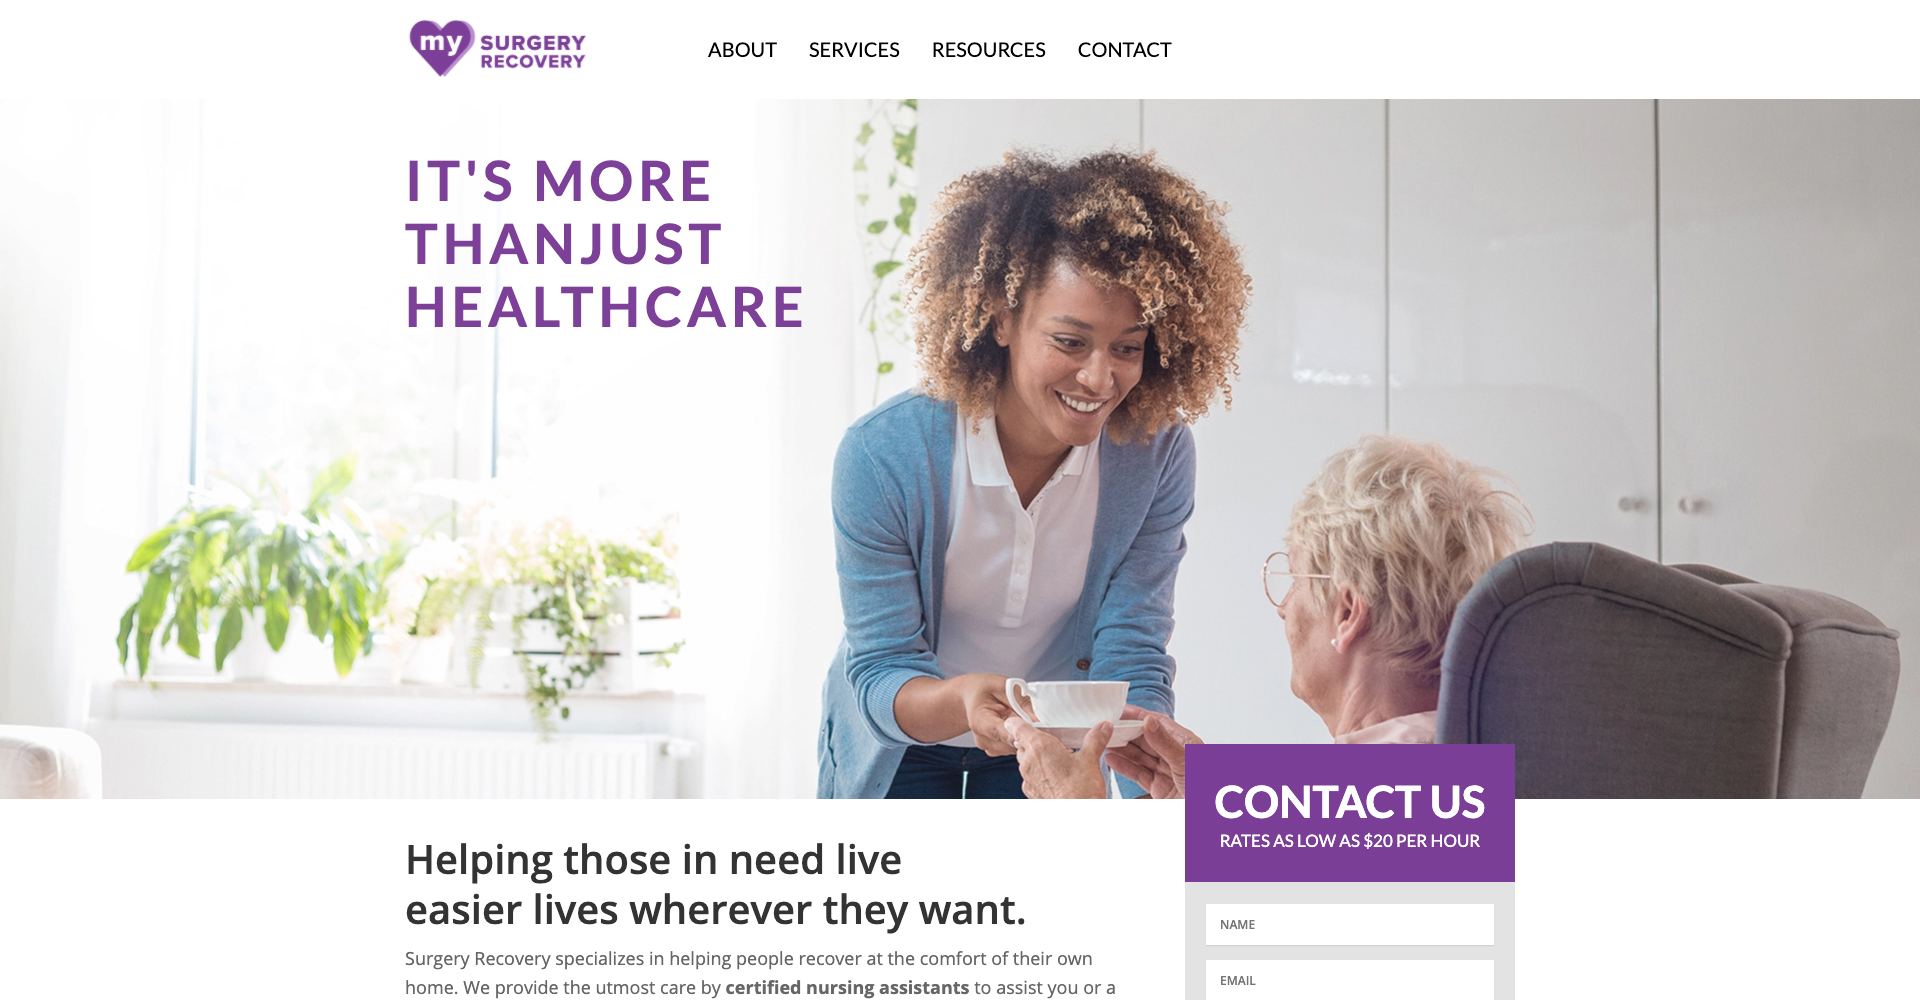 my SURGERY
RECOVERY
ABOUT SERVICES RESOURCES CONTACT
IT'S MORE
THANJUST
HEALTHCARE
CONTACT US
RATES AS LOW AS $20 PER HOUR
Helping those in need live
easier lives wherever they want.
Surgery Recovery specializes in helping people recover at the comfort of their own
home. We provide the utmost care by certified nursing assistants to assist you or a
NAME
EMAIL